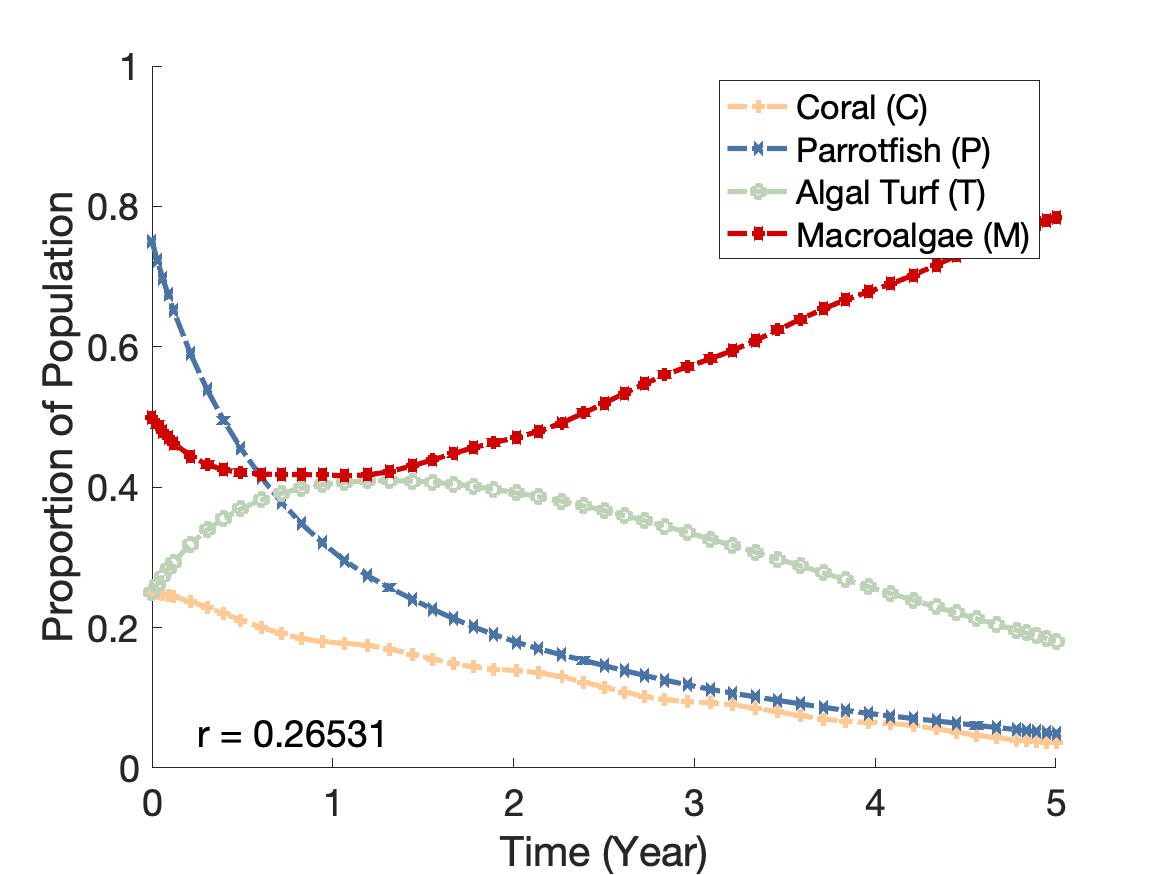 1
0.8
0.6
0.4
0.2
0
Proportion of Population
Coral (C)
Parrotfish (P)
Algal Turf (T)
Macroalgae (M)
r = 0.26531
0 1 2 3 4 5
Time (Year)